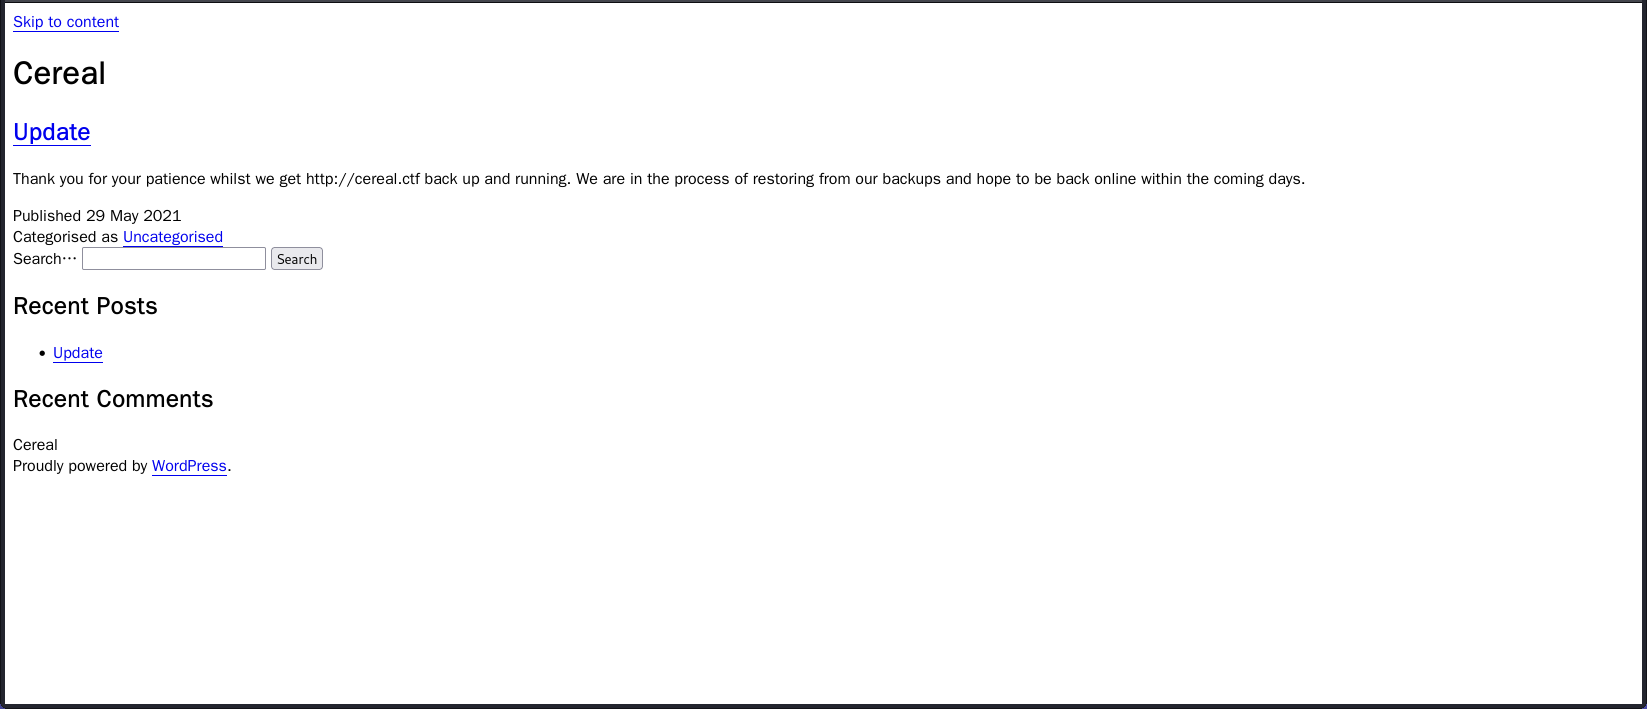 Skip to content
Cereal
Update
Thank you for your patience whilst we get http://cereal.ctf back up and running. We are in the process of restoring from our backups and hope to be back online within the coming days.
Published 29 May 2021
Categorised as Uncategorised
Search… Search
Recent Posts
• Update
Recent Comments
Cereal
Proudly powered by WordPress.